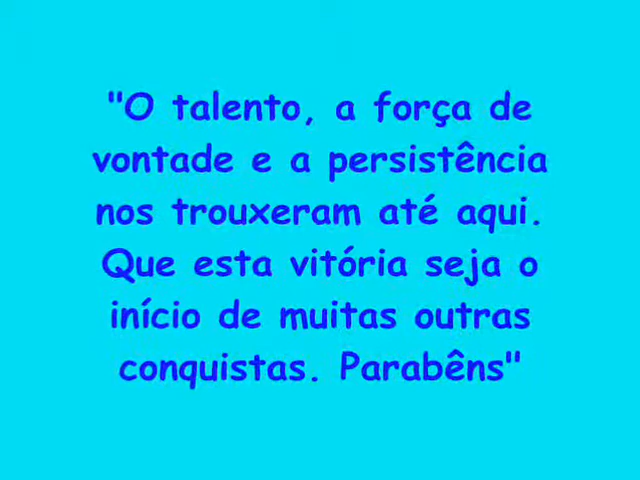 "O talento, a força de
vontade e a persistência
nos trouxeram até aqui.
Que esta vitória seja o
início de muitas outras
conquistas. Parabêns"